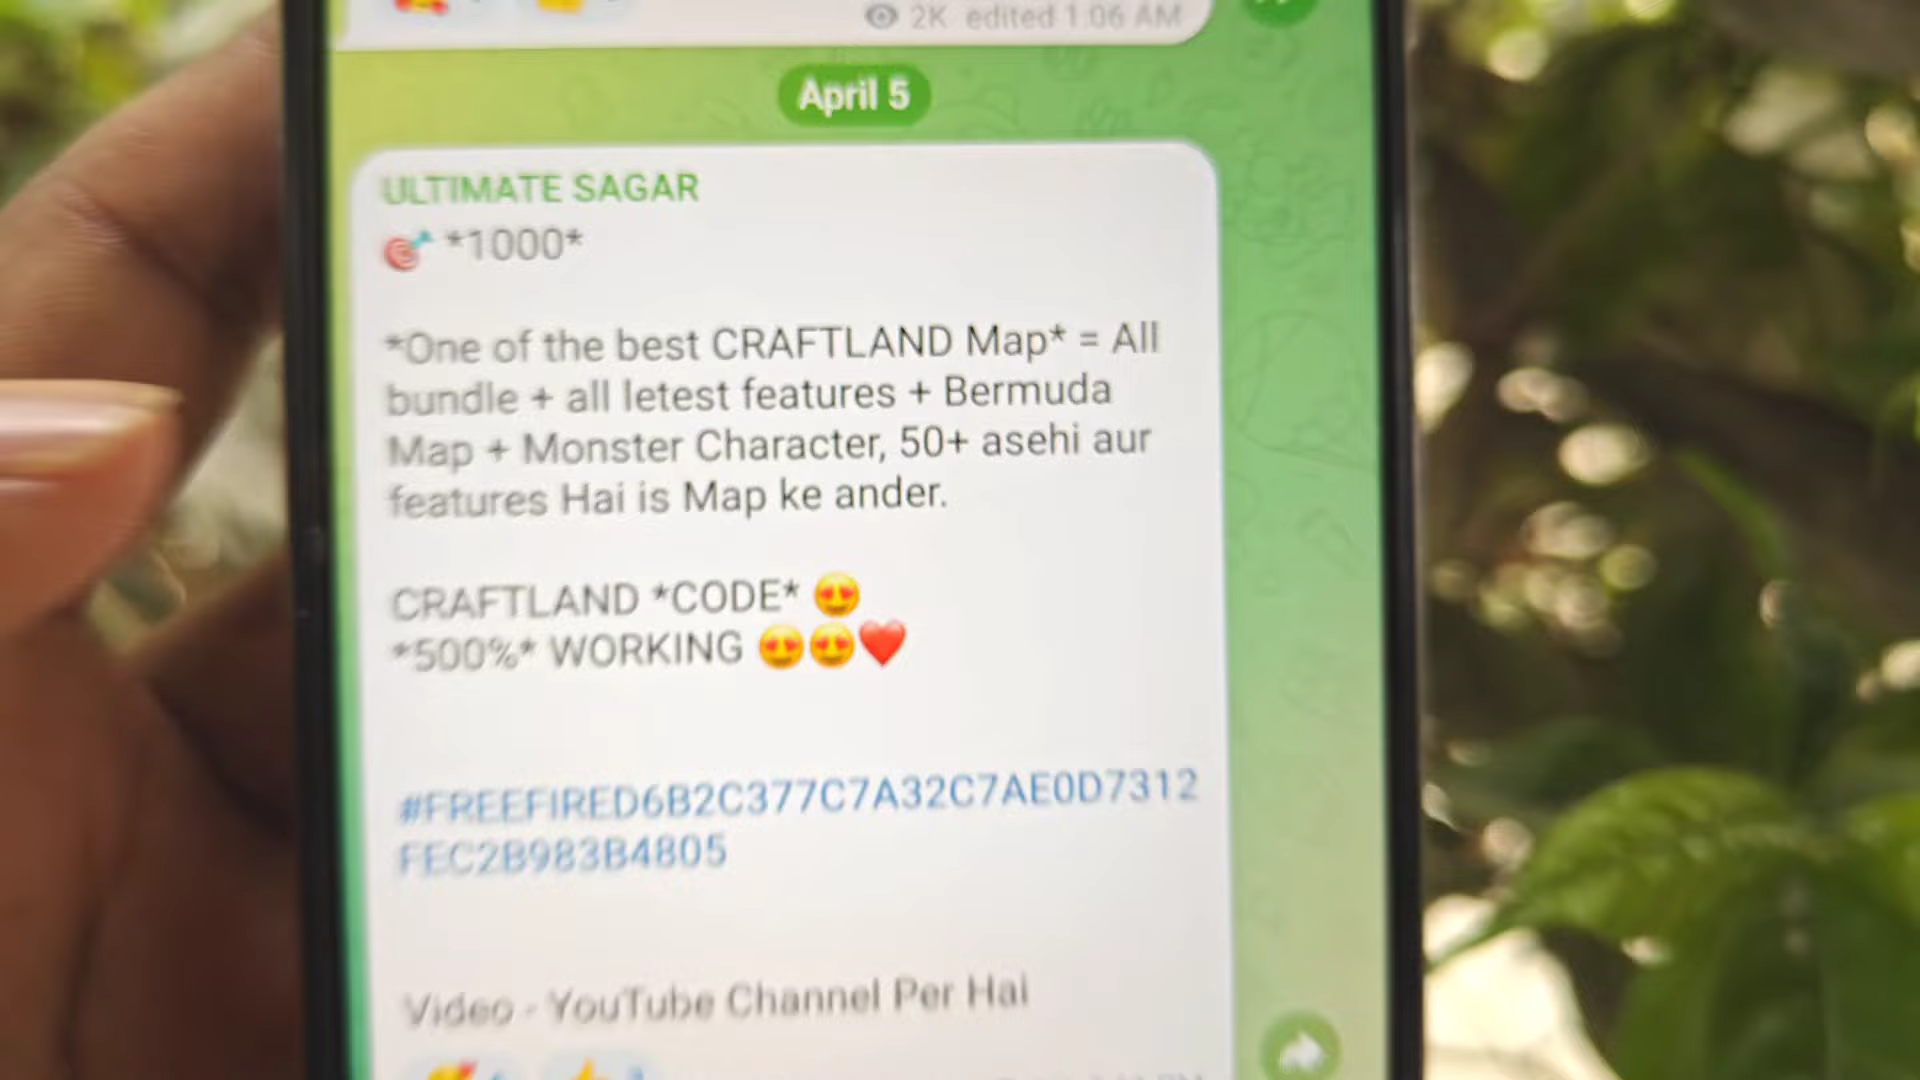 2K edited 1:06 AM
April 5
ULTIMATE SAGAR
🎯 *1000*
*One of the best CRAFTLAND Map* = All
bundle + all letest features + Bermuda
Map + Monster Character, 50+ asehi aur
features Hai is Map ke ander.
CRAFTLAND *CODE* 😍
*500%* WORKING 😍😍❤️
#FREEFIRED6B2C377C7A32C7AE0D7312
FEC2B983B4805
Video - YouTube Channel Per Hai